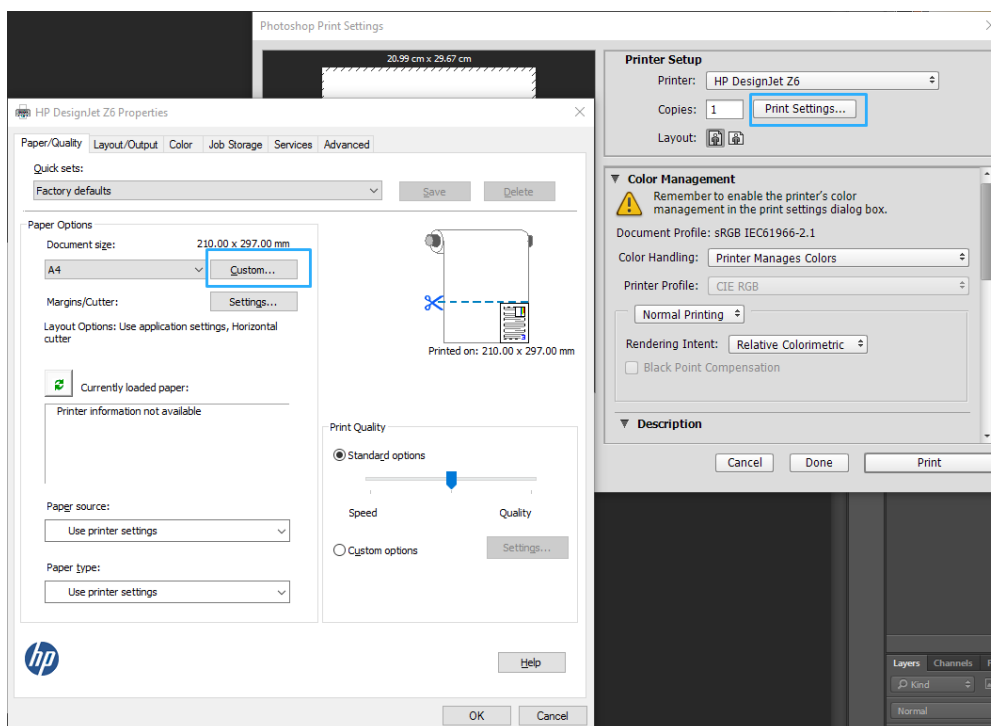 Photoshop Print Settings
20.99 cm x 29.67 cm
Printer Setup
Printer: HP DesignJet Z6
Copies: 1 Print Settings...
Layout:
Color Management
Remember to enable the printer's color
management in the print settings dialog box.
Document Profile: sRGB IEC61966-2.1
Color Handling: Printer Manages Colors
Printer Profile: CIE RGB
Normal Printing
Rendering Intent: Relative Colorimetric
Black Point Compensation
Description
Cancel Done Print
HP DesignJet Z6 Properties
Paper/Quality Layout/Output Color Job Storage Services Advanced
Quick sets:
Factory defaults Save Delete
Paper Options
Document size: 210.00 x 297.00 mm
A4 Custom...
Margins/Cutter: Settings...
Layout Options: Use application settings, Horizontal
cutter
Printed on: 210.00 x 297.00 mm
Currently loaded paper:
Printer information not available
Print Quality
Standard options
Speed Quality
Custom options Settings...
Paper source:
Use printer settings
Paper type:
Use printer settings
hp
Help
OK Cancel
Layers Channels
Kind
Normal